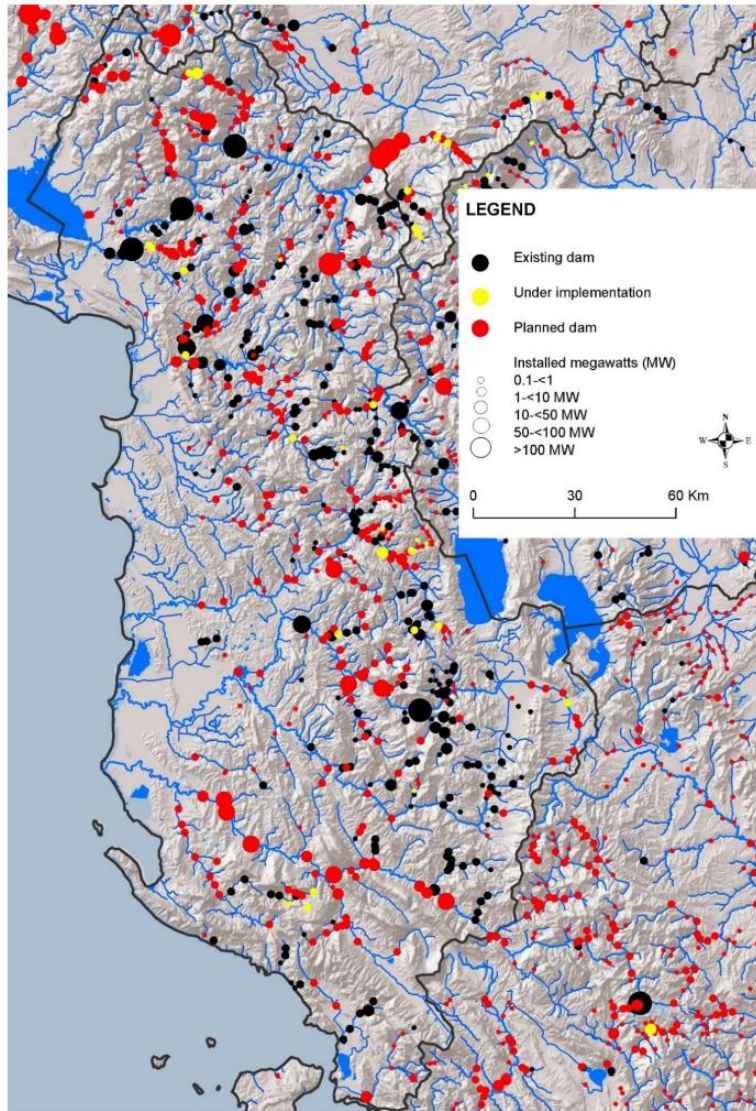 LEGEND
Existing dam
Under implementation
Planned dam
Installed megawatts (MW)
0.1-<1
1-<10 MW
10-<50 MW
50-<100 MW
>100 MW
N
W E
S
0 30 60 Km